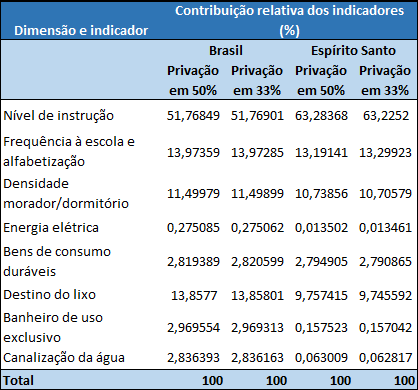 Dimensão e indicador
Contribuição relativa dos indicadores
(%)
Brasil Espírito Santo
Privação Privação Privação Privação
em 50% em 33% em 50% em 33%
Nível de instrução 51,76849 51,76901 63,28368 63,2252
Frequência à escola e
alfabetização 13,97359 13,97285 13,19141 13,29923
Densidade
morador/dormitório 11,49979 11,49899 10,73856 10,70579
Energia elétrica 0,275085 0,275062 0,013502 0,013461
Bens de consumo
duráveis 2,819389 2,820599 2,794905 2,790865
Destino do lixo 13,8577 13,85801 9,757415 9,745592
Banheiro de uso
exclusivo 2,969554 2,969313 0,157523 0,157042
Canalização da água 2,836393 2,836163 0,063009 0,062817
Total 100 100 100 100